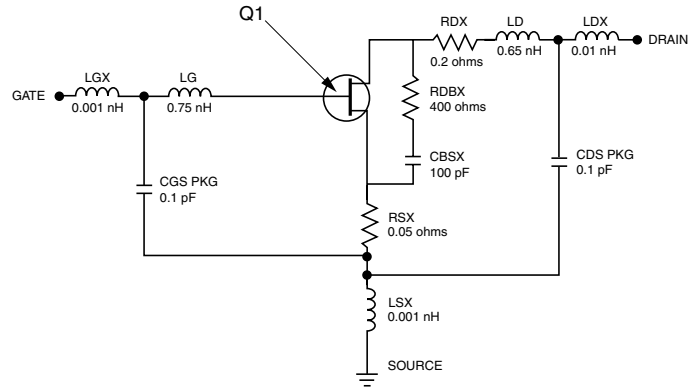 Q1
RDX
0.2 ohms
LD
0.65 nH
LDX
0.01 nH
DRAIN
GATE
LGX
0.001 nH
LG
0.75 nH
RDBX
400 ohms
CBSX
100 pF
CGS PKG
0.1 pF
CDS PKG
0.1 pF
RSX
0.05 ohms
LSX
0.001 nH
SOURCE